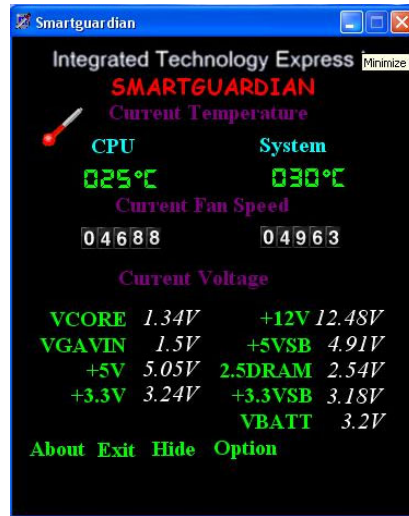 Smartguardian
Integrated Technology Express
Minimize
SMARTGUARDIAN
Current Temperature
CPU System
025°C 030°C
Current Fan Speed
04688 04963
Current Voltage
VCORE 1.34V +12V 12.48V
VGAVIN 1.5V +5VSB 4.91V
+5V 5.05V 2.5DRAM 2.54V
+3.3V 3.24V +3.3VSB 3.18V
VBATT 3.2V
About Exit Hide Option